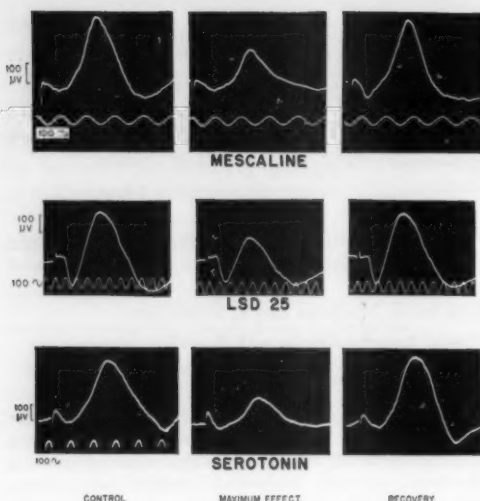 100
μV
100 ∿
MESCALINE
100
μV
100 ∿
LSD 25
100
μV
100 ∿
SEROTONIN
CONTROL MAXIMUM EFFECT RECOVERY